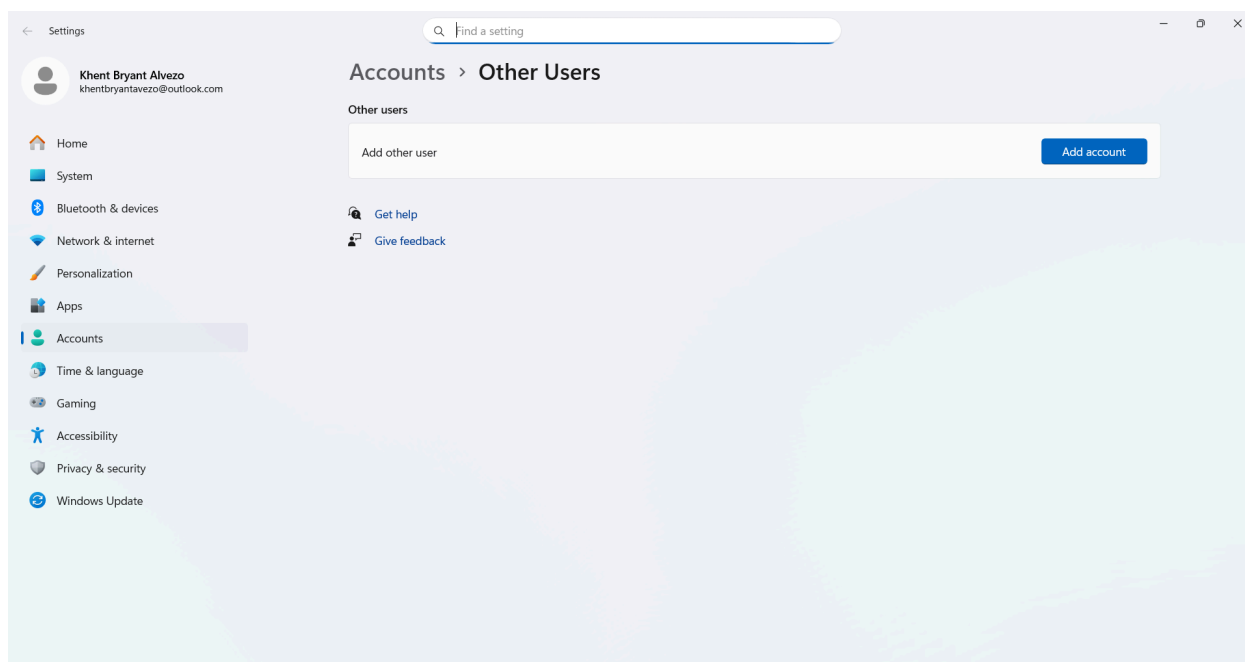 Settings
Find a setting
Khent Bryant Alvezo
khentbryantavezo@outlook.com
Home
System
Bluetooth & devices
Network & internet
Personalization
Apps
Accounts
Time & language
Gaming
Accessibility
Privacy & security
Windows Update
Accounts > Other Users
Other users
Add other user
Add account
Get help
Give feedback